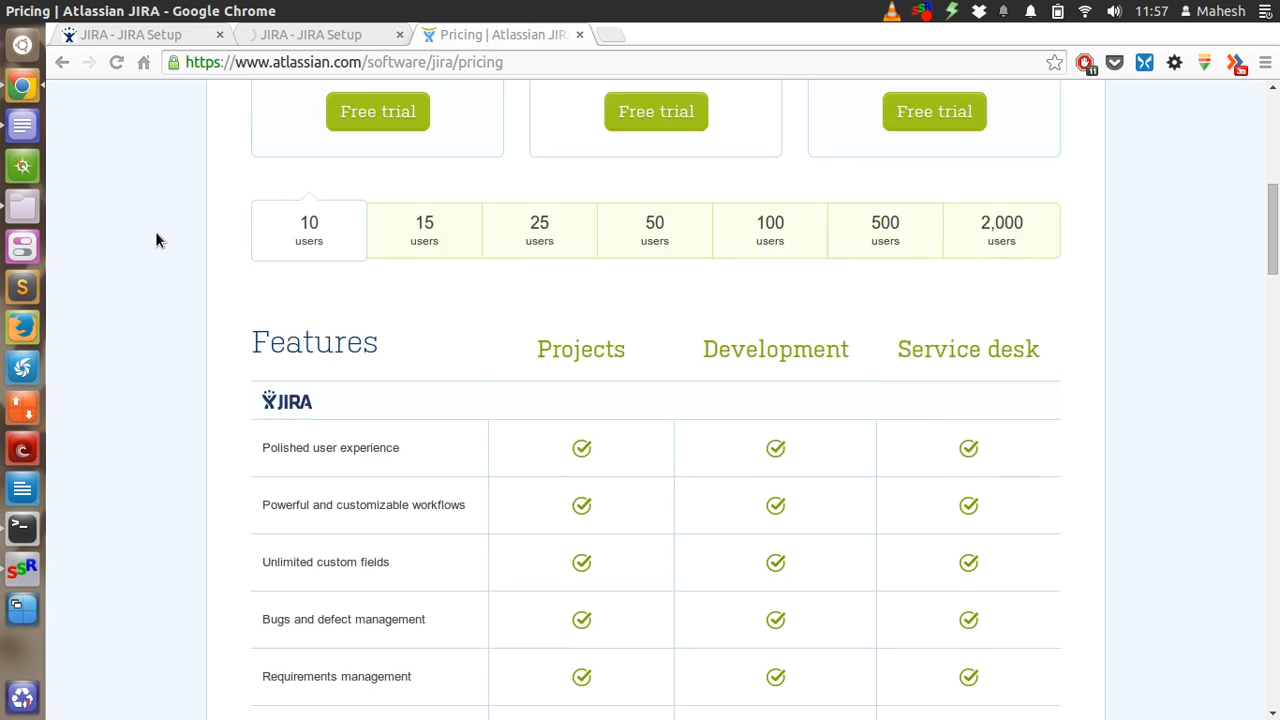 Pricing | Atlassian JIRA - Google Chrome
11:57
Mahesh
JIRA - JIRA Setup
JIRA - JIRA Setup
Pricing | Atlassian JIR
https://www.atlassian.com/software/jira/pricing
11
3m
Free trial
Free trial
Free trial
10
users
15
users
25
users
50
users
100
users
500
users
2,000
users
Features
Projects
Development
Service desk
JIRA
Polished user experience
Powerful and customizable workflows
Unlimited custom fields
Bugs and defect management
Requirements management
S
SSR